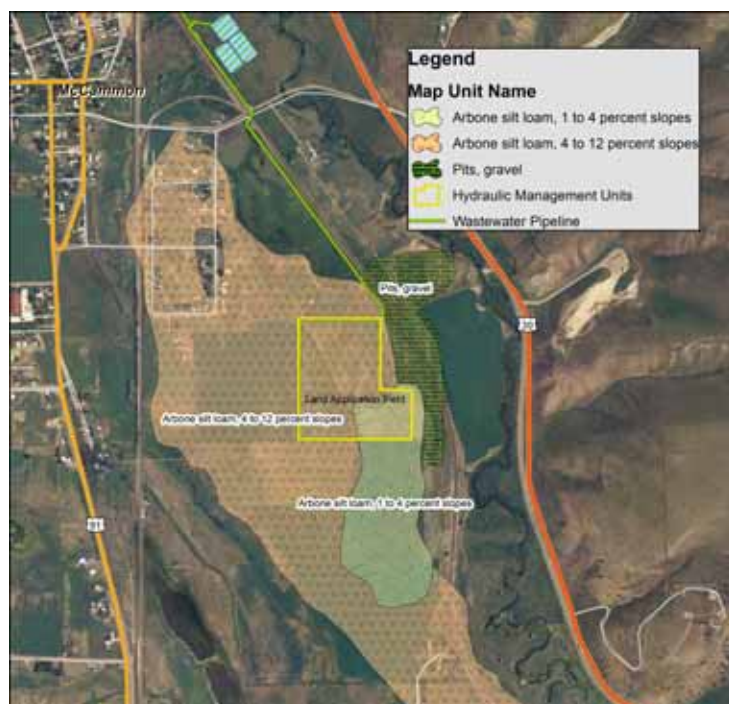 McCammon
Legend
Map Unit Name
Arbone silt loam, 1 to 4 percent slopes
Arbone silt loam, 4 to 12 percent slopes
Pits, gravel
Hydraulic Management Units
Wastewater Pipeline
Pits, gravel
30
Land Application Field
Arbone silt loam, 4 to 12 percent slopes
Arbone silt loam, 1 to 4 percent slopes
91